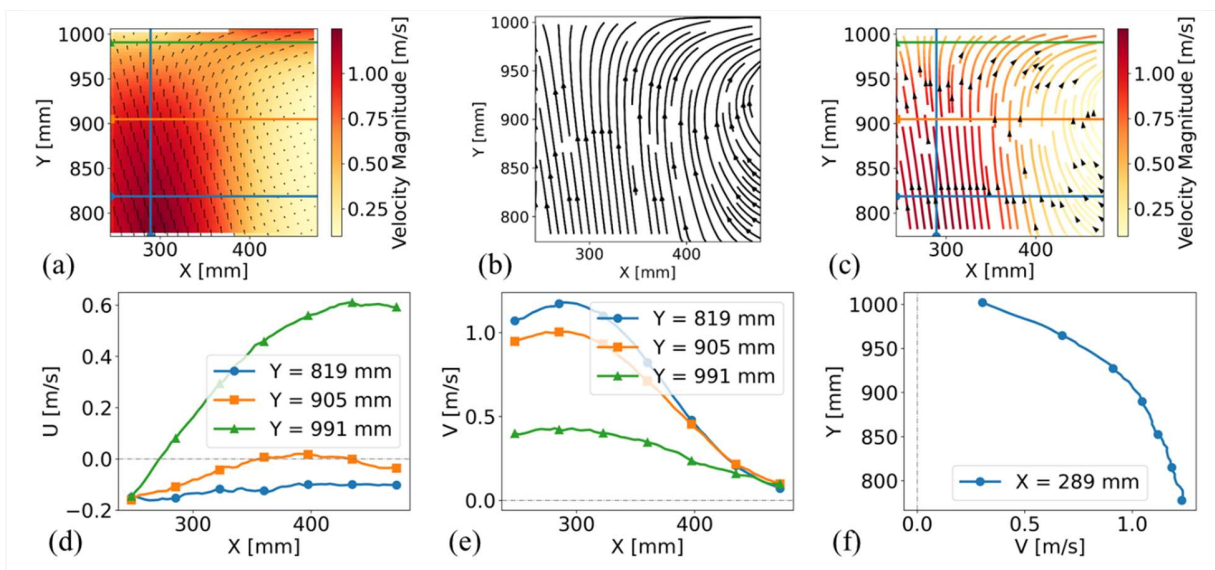 1000
950
900
850
800
Y [mm]
300
400
X [mm]
(a)
1.00
0.75
0.50
0.25
Velocity Magnitude [m/s]
1000
950
900
850
800
Y [mm]
300
400
X [mm]
(b)
1000
950
900
850
800
Y [mm]
300
400
X [mm]
(c)
1.00
0.75
0.50
0.25
Velocity Magnitude [m/s]
0.6
0.4
0.2
0.0
−0.2
U [m/s]
Y = 819 mm
Y = 905 mm
Y = 991 mm
300
400
X [mm]
(d)
1.0
0.5
0.0
V [m/s]
Y = 819 mm
Y = 905 mm
Y = 991 mm
300
400
X [mm]
(e)
1000
950
900
850
800
Y [mm]
X = 289 mm
0.0
0.5
1.0
V [m/s]
(f)